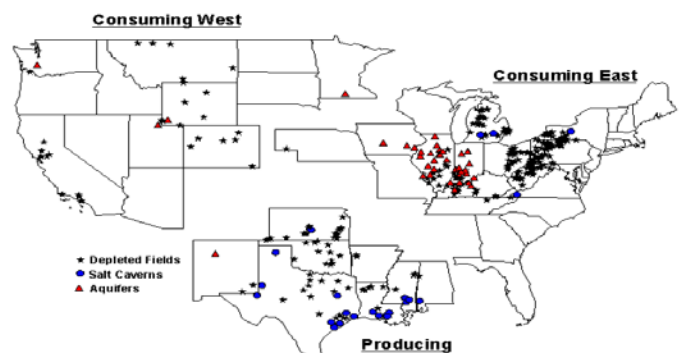 Consuming West
Consuming East
Depleted Fields
Salt Caverns
Aquifers
Producing